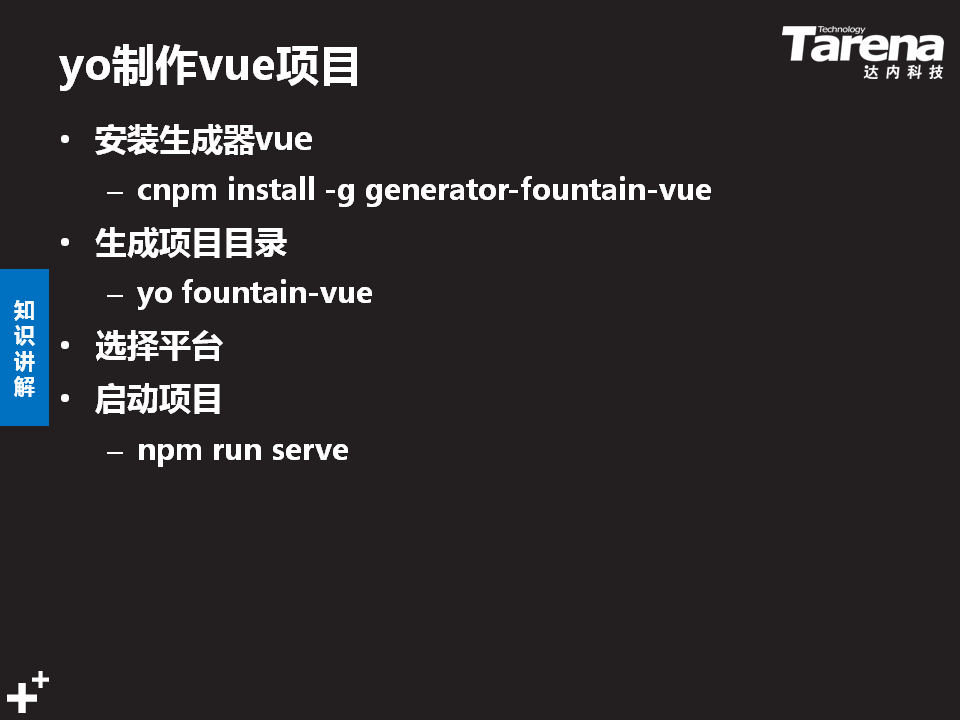 yo制作vue项目
Technology
Tarena
达内科技
• 安装生成器vue
– cnpm install -g generator-fountain-vue
• 生成项目目录
– yo fountain-vue
• 选择平台
• 启动项目
– npm run serve
知识讲解